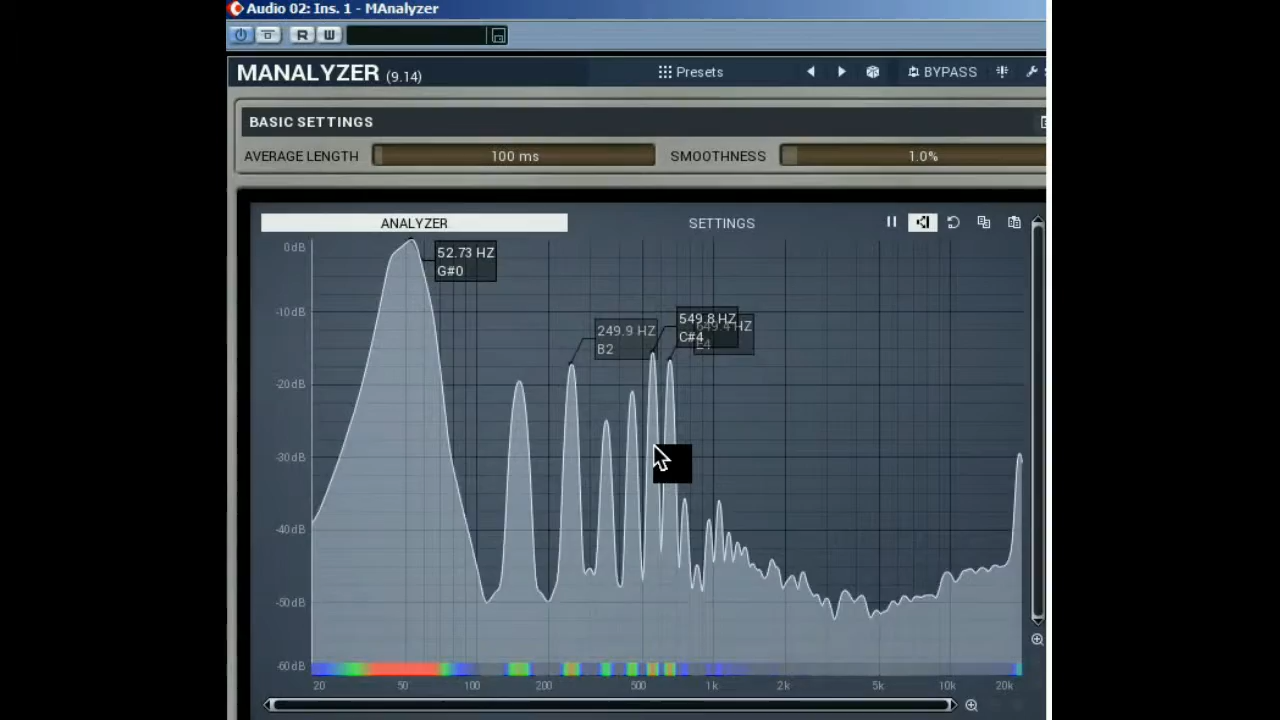 Audio 02: Ins. 1 - MAnalyzer
R W
MANALYZER (9.14) Presets BYPASS
BASIC SETTINGS
AVERAGE LENGTH 100 ms SMOOTHNESS 1.0%
ANALYZER SETTINGS
0dB
52.73 HZ
G#0
-10dB
549.8 HZ
C#4
249.9 HZ
B2
-20dB
-30dB
-40dB
-50dB
-60dB
20 50 100 200 500 1k 2k 5k 10k 20k